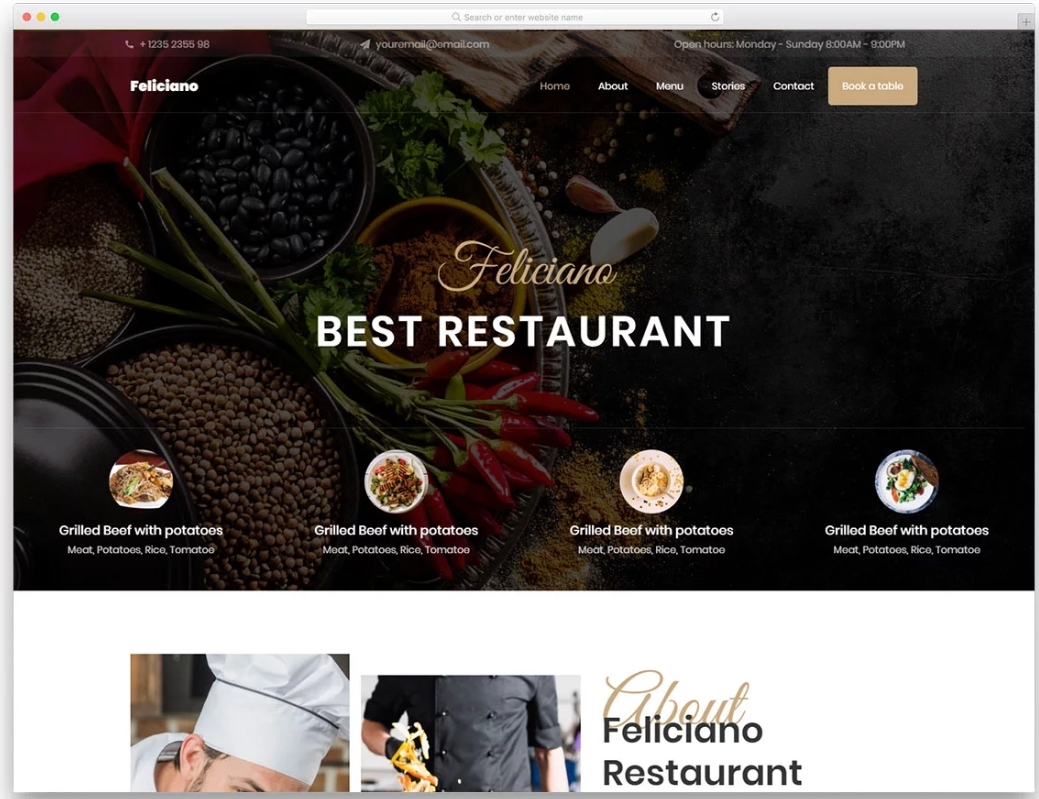 Search or enter website name
+ 1235 2355 98
youremail@email.com
Open hours: Monday - Sunday 8:00AM - 9:00PM
Feliciano
Home
About
Menu
Stories
Contact
Book a table
Feliciano
BEST RESTAURANT
Grilled Beef with potatoes
Meat, Potatoes, Rice, Tomatoe
Grilled Beef with potatoes
Meat, Potatoes, Rice, Tomatoe
Grilled Beef with potatoes
Meat, Potatoes, Rice, Tomatoe
Grilled Beef with potatoes
Meat, Potatoes, Rice, Tomatoe
About
Feliciano
Restaurant